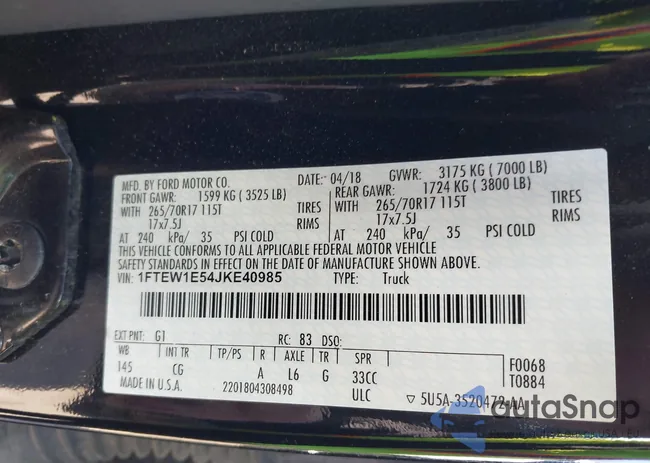 MFD. BY FORD MOTOR CO. DATE: 04/18 GVWR: 3175 KG ( 7000 LB)
FRONT GAWR: 1599 KG ( 3525 LB) REAR GAWR: 1724 KG ( 3800 LB)
WITH 265/70R17 115T TIRES WITH 265/70R17 115T TIRES
17x7.5J RIMS 17x7.5J RIMS
AT 240 kPa/ 35 PSI COLD AT 240 kPa/ 35 PSI COLD
THIS VEHICLE CONFORMS TO ALL APPLICABLE FEDERAL MOTOR VEHICLE
SAFETY STANDARDS IN EFFECT ON THE DATE OF MANUFACTURE SHOWN ABOVE.
VIN: 1FTEW1E54JKE40985 TYPE: Truck
EXT PNT: G1 RC: 83 DSO:
WB INT TR TP/PS R AXLE TR SPR F0068
145 CG A L6 G 33CC T0884
MADE IN U.S.A. 2201804308498 ULC ▽ 5U5A-3520472-AA
autoSnap